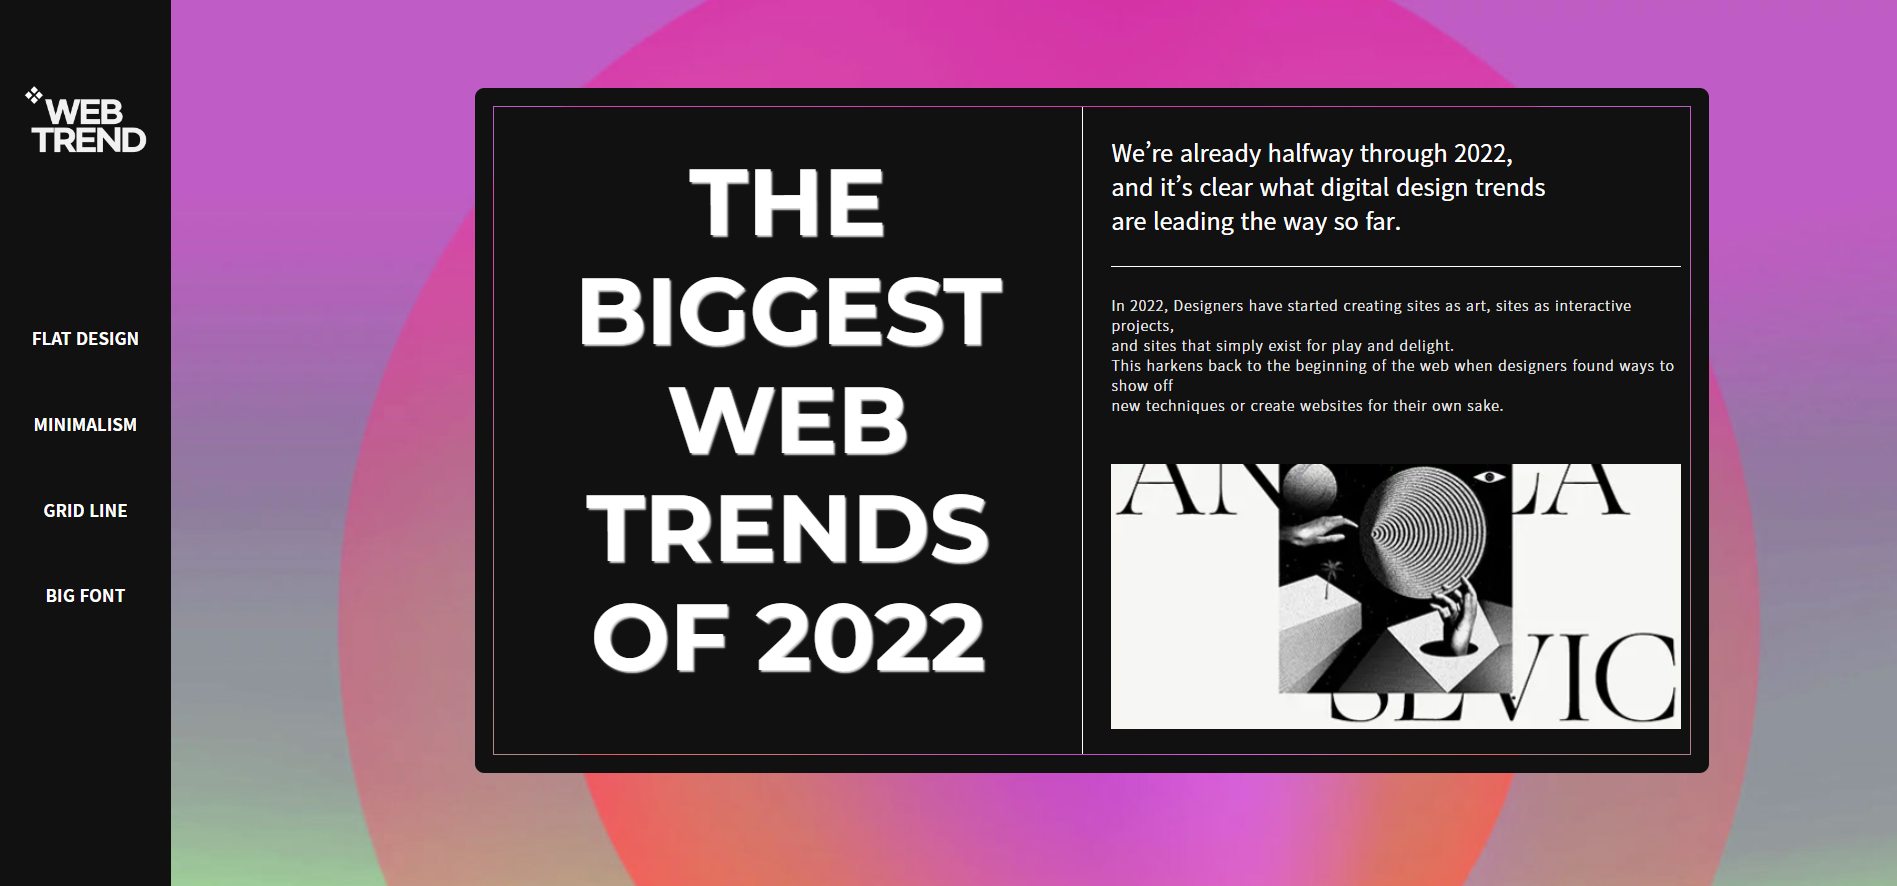 WEB
TREND
FLAT DESIGN
MINIMALISM
GRID LINE
BIG FONT
THE
BIGGEST
WEB
TRENDS
OF 2022
We’re already halfway through 2022,
and it’s clear what digital design trends
are leading the way so far.
In 2022, Designers have started creating sites as art, sites as interactive
projects,
and sites that simply exist for play and delight.
This harkens back to the beginning of the web when designers found ways to
show off
new techniques or create websites for their own sake.